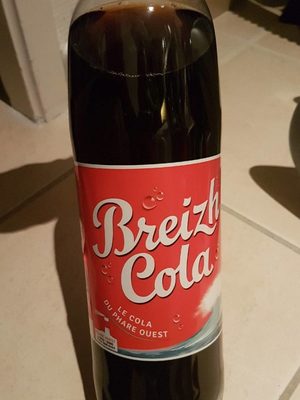 Breizh
Cola
LE COLA
DU PHARE OUEST